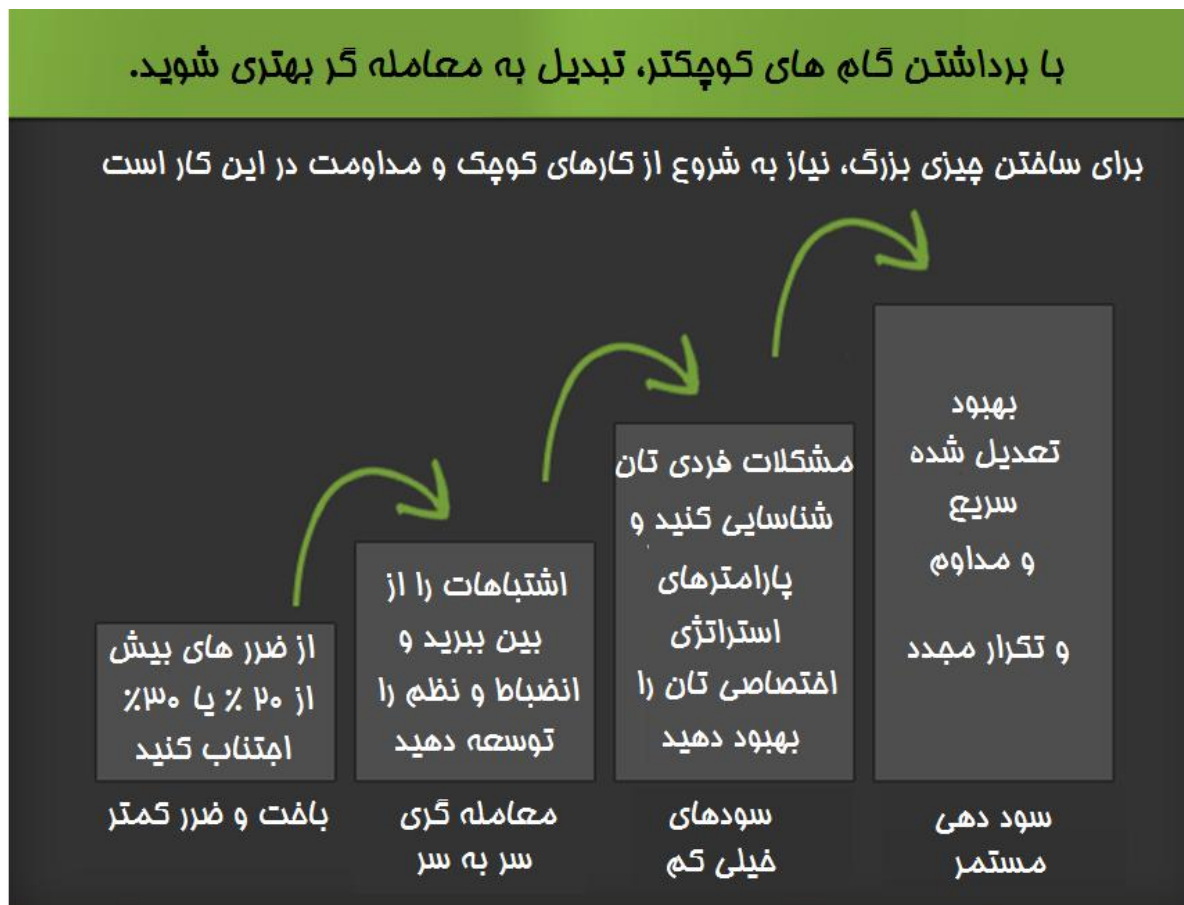 با برداشتن گام های کوچکتر، تبدیل به معامله گر بهتری شوید.
برای ساختن چیزی بزرگ، نیاز به شروع از کارهای کوچک و مداومت در این کار است
از ضرر های بیش
از ۲۰ % یا ۳۰%
اجتناب کنید
باخت و ضرر کمتر
اشتباهات را از
بین ببرید و
انضباط و نظم را
توسعه دهید
معامله گری
سر به سر
مشکلات فردی تان
شناسایی کنید و
پارامترهای
استراتژی
اختصاصی تان را
بهبود دهید
سودهای
خیلی کم
بهبود
تعدیل شده
سریع
و مداوم
و تکرار مجدد
سود دهی
مستمر